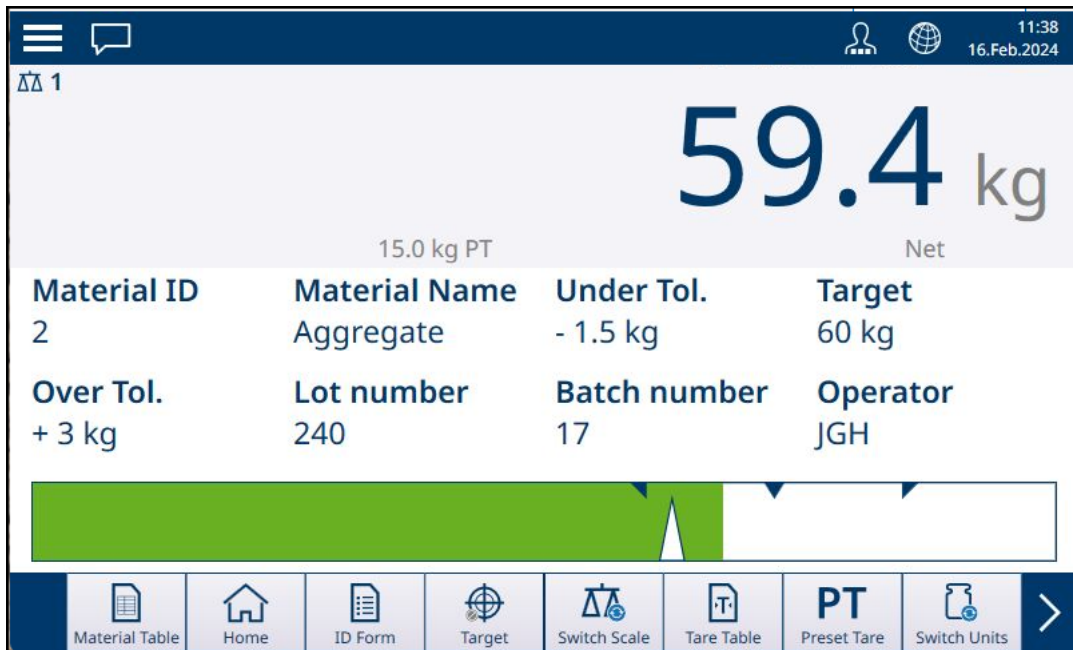 11:38
16.Feb.2024
1
59.4 kg
15.0 kg PT Net
Material ID Material Name Under Tol. Target
2 Aggregate - 1.5 kg 60 kg
Over Tol. Lot number Batch number Operator
+ 3 kg 240 17 JGH
T
PT
Material Table Home ID Form Target Switch Scale Tare Table Preset Tare Switch Units